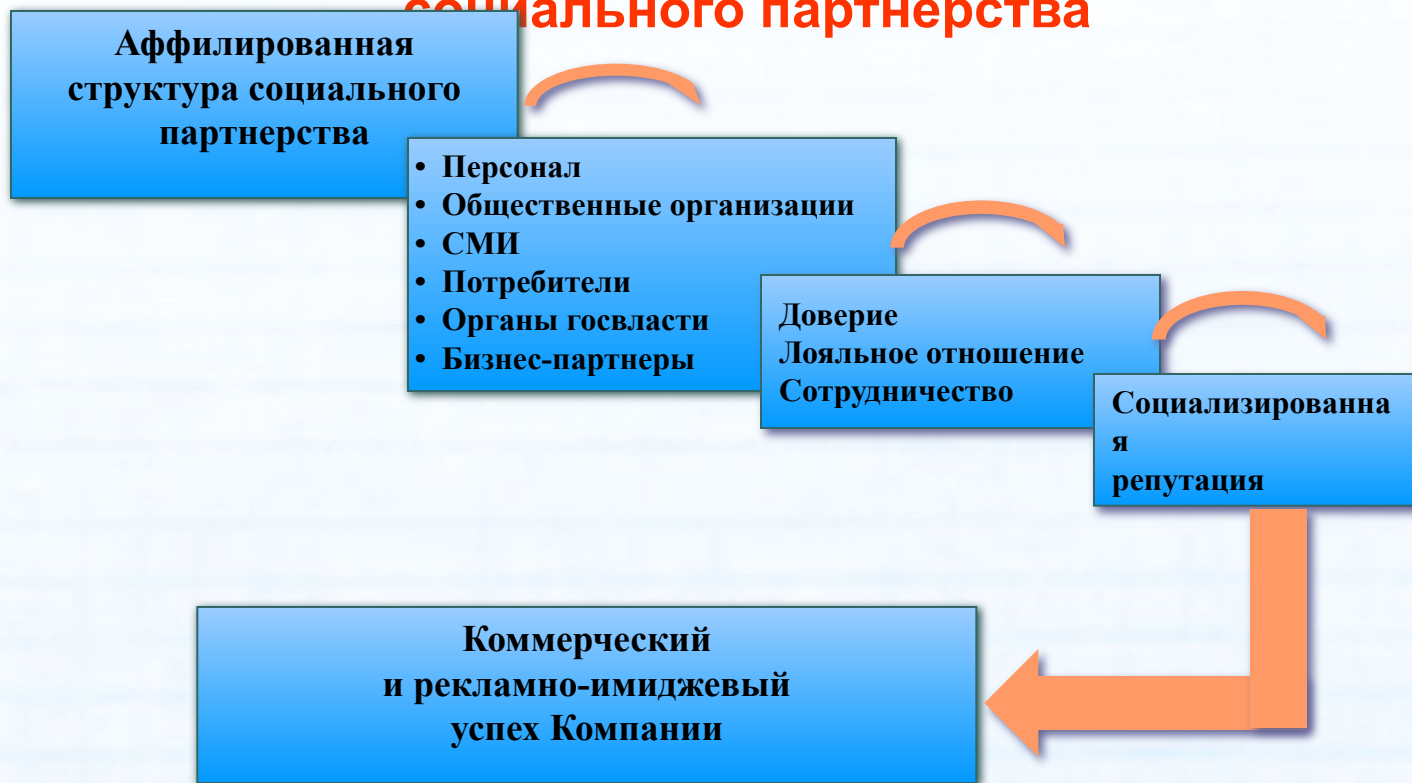 социального партнерства
Аффилированная
структура социального
партнерства
• Персонал
• Общественные организации
• СМИ
• Потребители
• Органы госвласти
• Бизнес-партнеры
Доверие
Лояльное отношение
Сотрудничество
Социализированна
я
репутация
Коммерческий
и рекламно-имиджевый
успех Компании